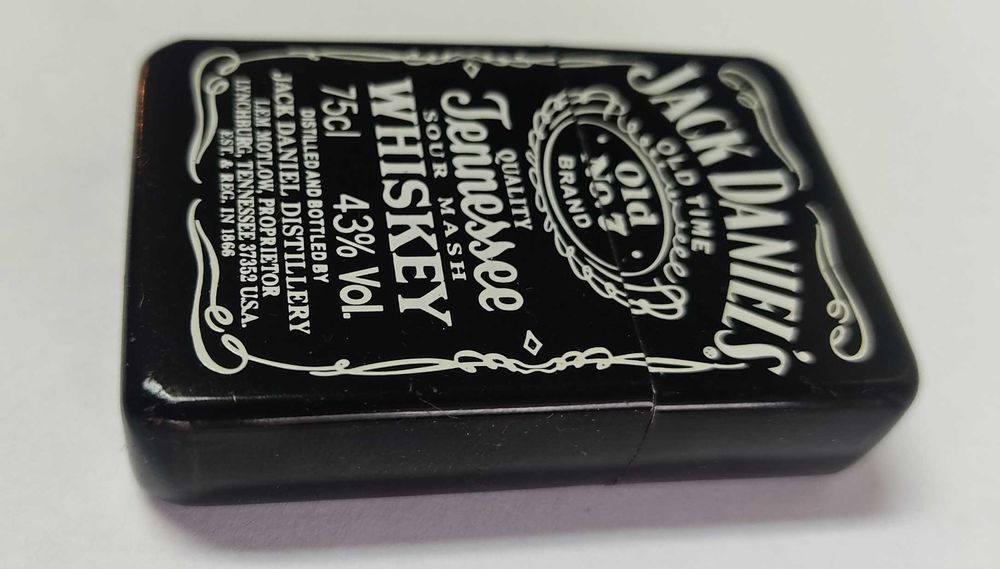 JACK DANIEL'S
®
OLD TIME
Old
No. 7
BRAND
QUALITY
Tennessee
SOUR MASH
WHISKEY
75cl 43% Vol.
DISTILLED AND BOTTLED BY
JACK DANIEL DISTILLERY
LEM MOTLOW, PROPRIETOR
LYNCHBURG, TENNESSEE 37352 U.S.A.
EST. & REG. IN 1866